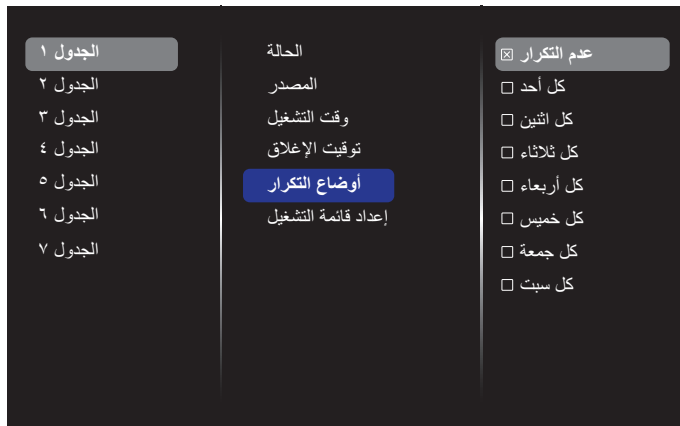 الجدول ١
الجدول ٢
الجدول ٣
الجدول ٤
الجدول ٥
الجدول ٦
الجدول ٧
الحالة
المصدر
وقت التشغيل
توقيت الإغلاق
أوضاع التكرار
إعداد قائمة التشغيل
عدم التكرار ☒
كل أحد ☐
كل اثنين ☐
كل ثلاثاء ☐
كل أربعاء ☐
كل خميس ☐
كل جمعة ☐
كل سبت ☐